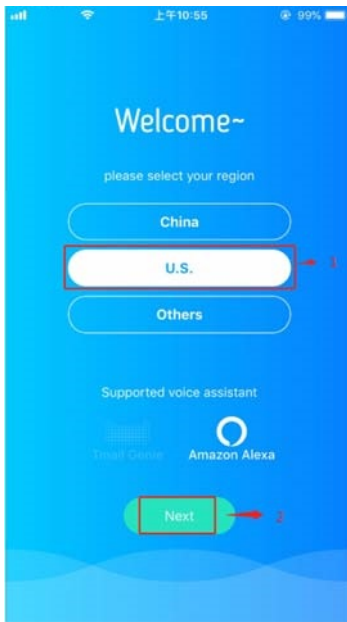 上午10:55
99%
Welcome~
please select your region
China
U.S.
1
Others
Supported voice assistant
Tmall Genie
Amazon Alexa
Next
2